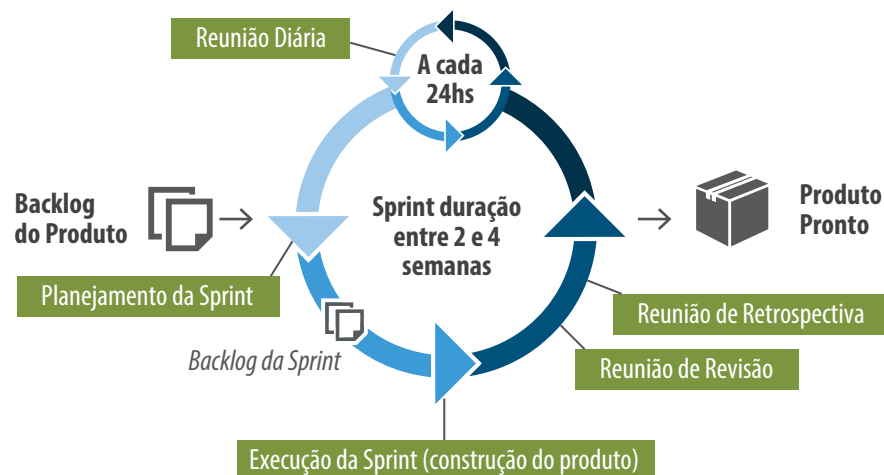 Reunião Diária
A cada
24hs
Backlog
do Produto
Sprint duração
entre 2 e 4
semanas
Produto
Pronto
Planejamento da Sprint
Backlog da Sprint
Reunião de Retrospectiva
Reunião de Revisão
Execução da Sprint (construção do produto)